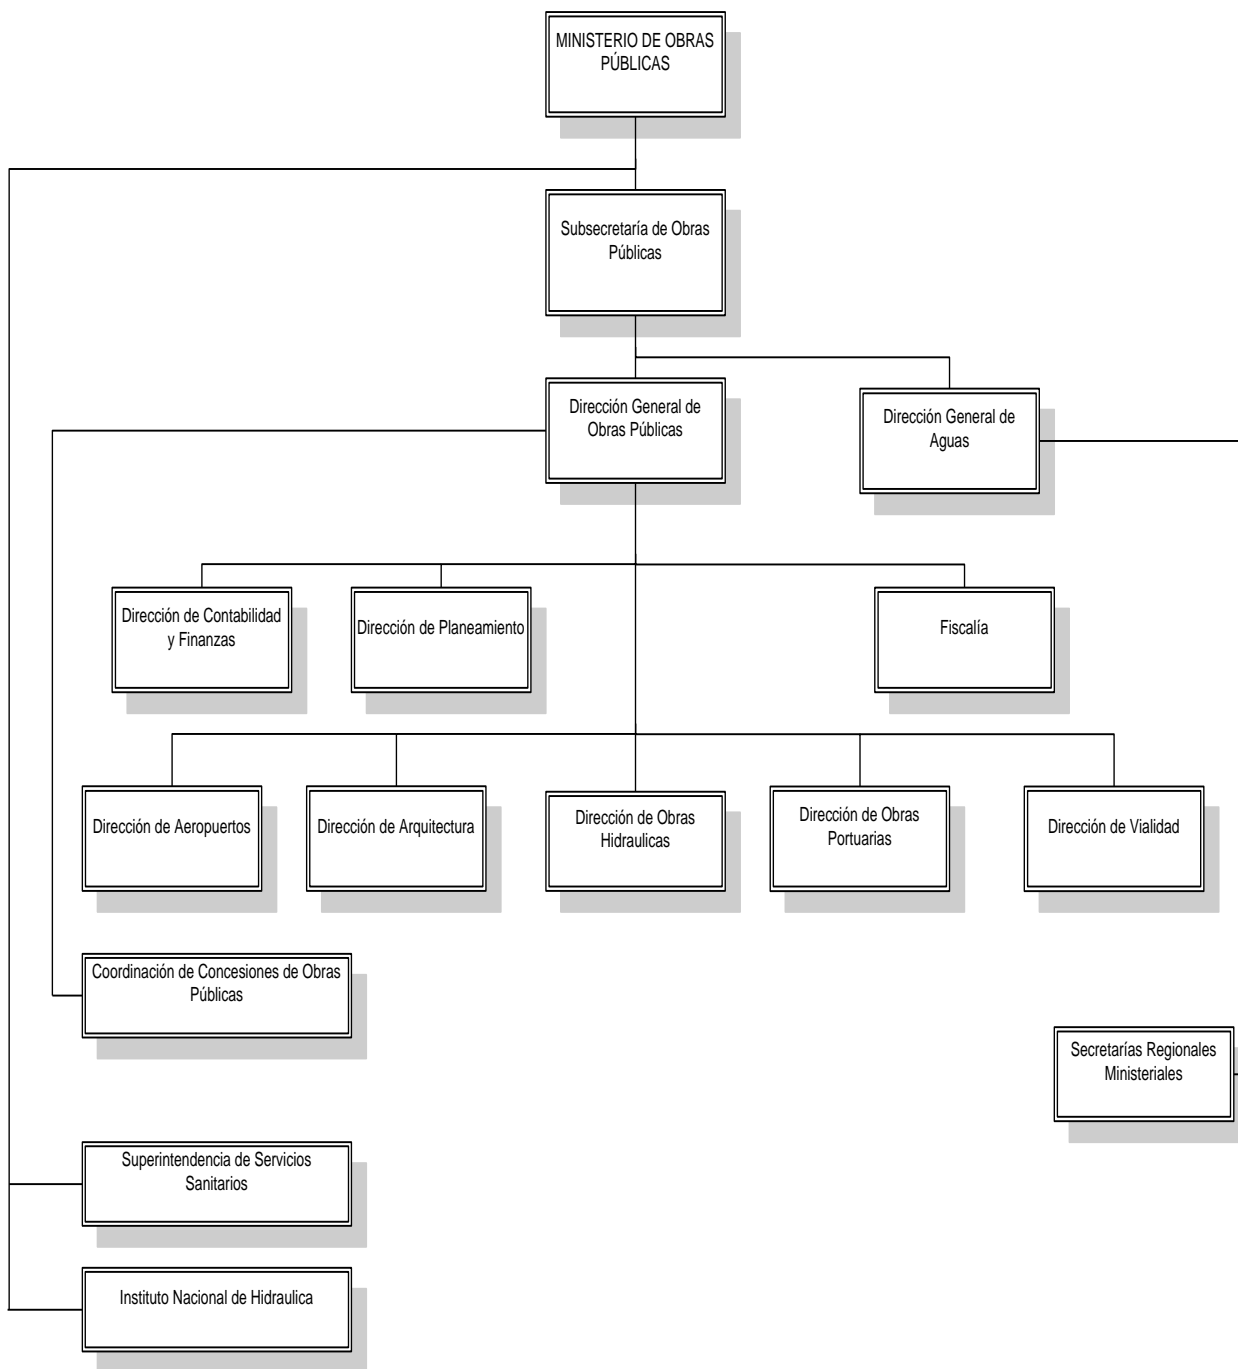 MINISTERIO DE OBRAS
PÚBLICAS
Subsecretaría de Obras
Públicas
Dirección General de
Obras Públicas
Dirección General de
Aguas
Dirección de Contabilidad
y Finanzas
Dirección de Planeamiento
Fiscalía
Dirección de Aeropuertos
Dirección de Arquitectura
Dirección de Obras
Hidraulicas
Dirección de Obras
Portuarias
Dirección de Vialidad
Coordinación de Concesiones de Obras
Públicas
Secretarías Regionales
Ministeriales
Superintendencia de Servicios
Sanitarios
Instituto Nacional de Hidraulica